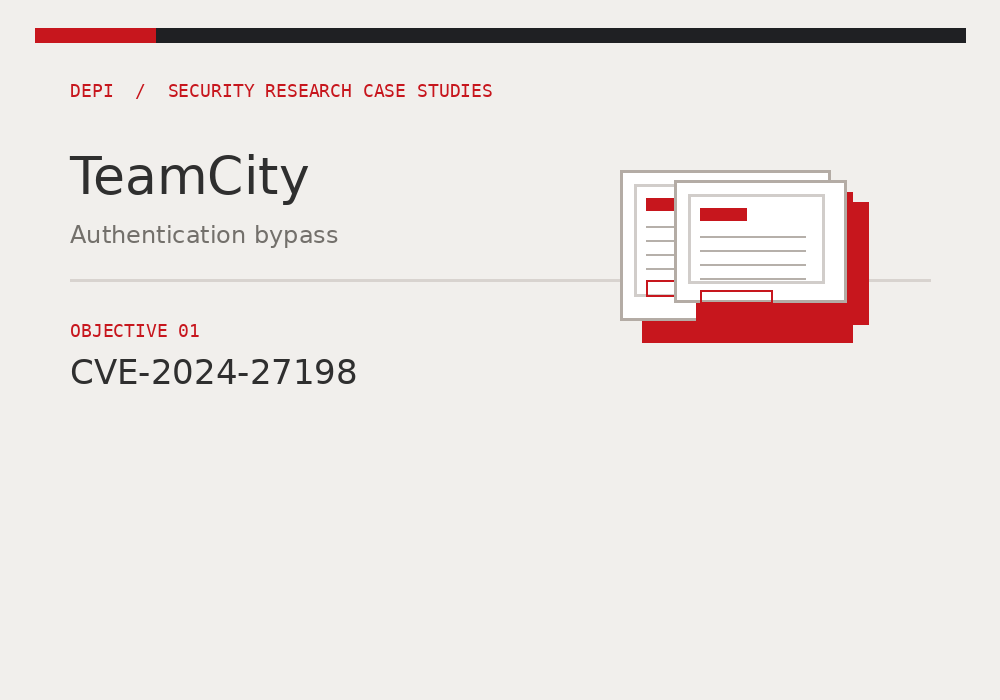 DEPI / SECURITY RESEARCH CASE STUDIES
TeamCity
Authentication bypass
OBJECTIVE 01
CVE-2024-27198